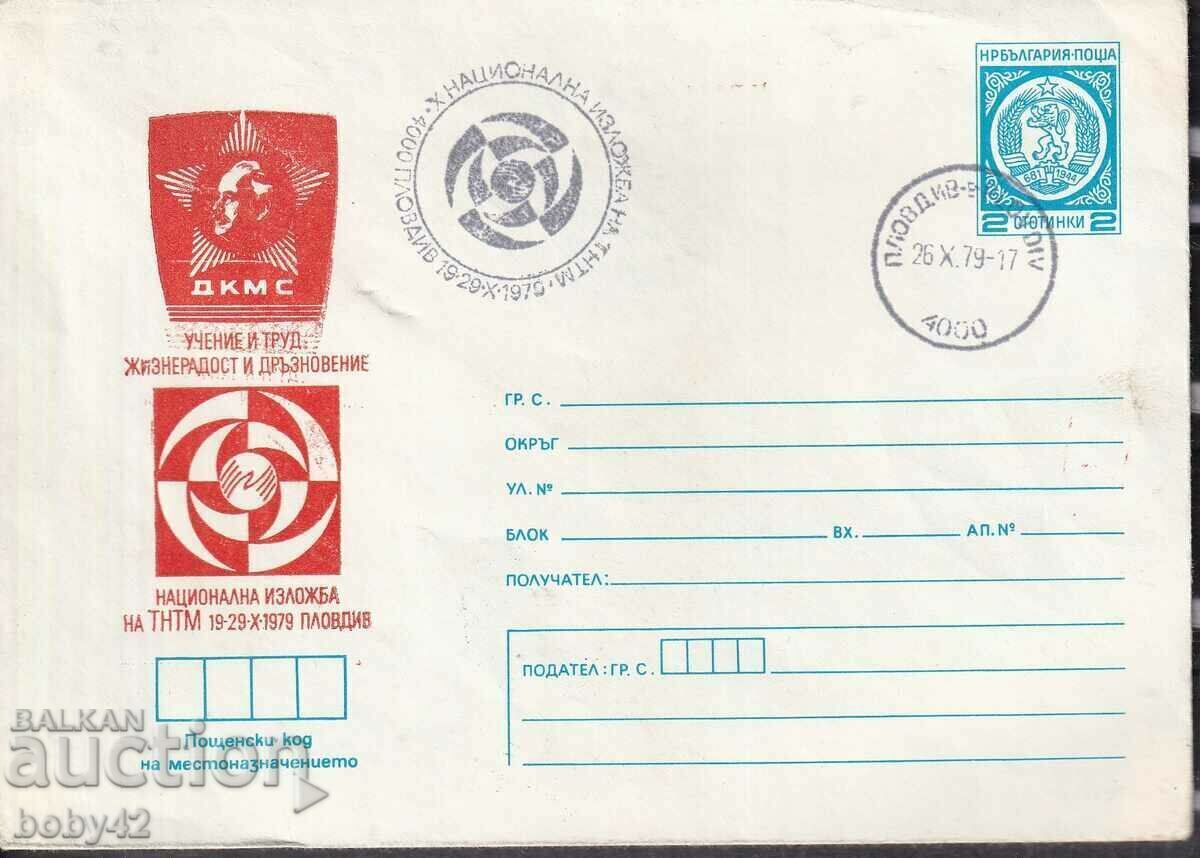 НРБЪЛГАРИЯ·ПОЩА
681 1944
2 СТОТИНКИ 2
4000 ПЛОВДИВ 19-29·X·1979 · X НАЦИОНАЛНА ИЗЛОЖБА НА ТНТМ ·
ПЛОВДИВ
26 X.79-17
4000
ДКМС
УЧЕНИЕ И ТРУД
ЖИЗНЕРАДОСТ И ДРЪЗНОВЕНИЕ
НАЦИОНАЛНА ИЗЛОЖБА
НА ТНТМ 19-29·X·1979 ПЛОВДИВ
ГР. С.
ОКРЪГ
УЛ. №
БЛОК ВХ. АП. №
ПОЛУЧАТЕЛ:
ПОДАТЕЛ: ГР. С.
Пощенски код
на местоназначението
BALKAN
auction
boby42